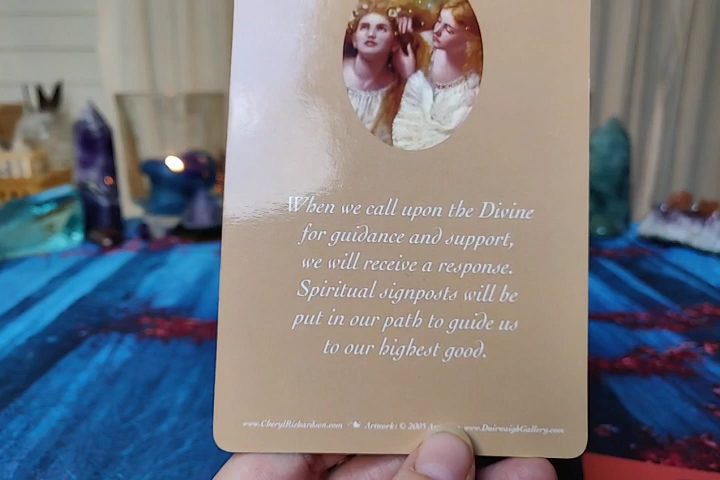 When we call upon the Divine
for guidance and support,
we will receive a response.
Spiritual signposts will be
put in our path to guide us
to our highest good.
www.CherylRichardson.com Artwork © 2005 www.DuirwaighGallery.com